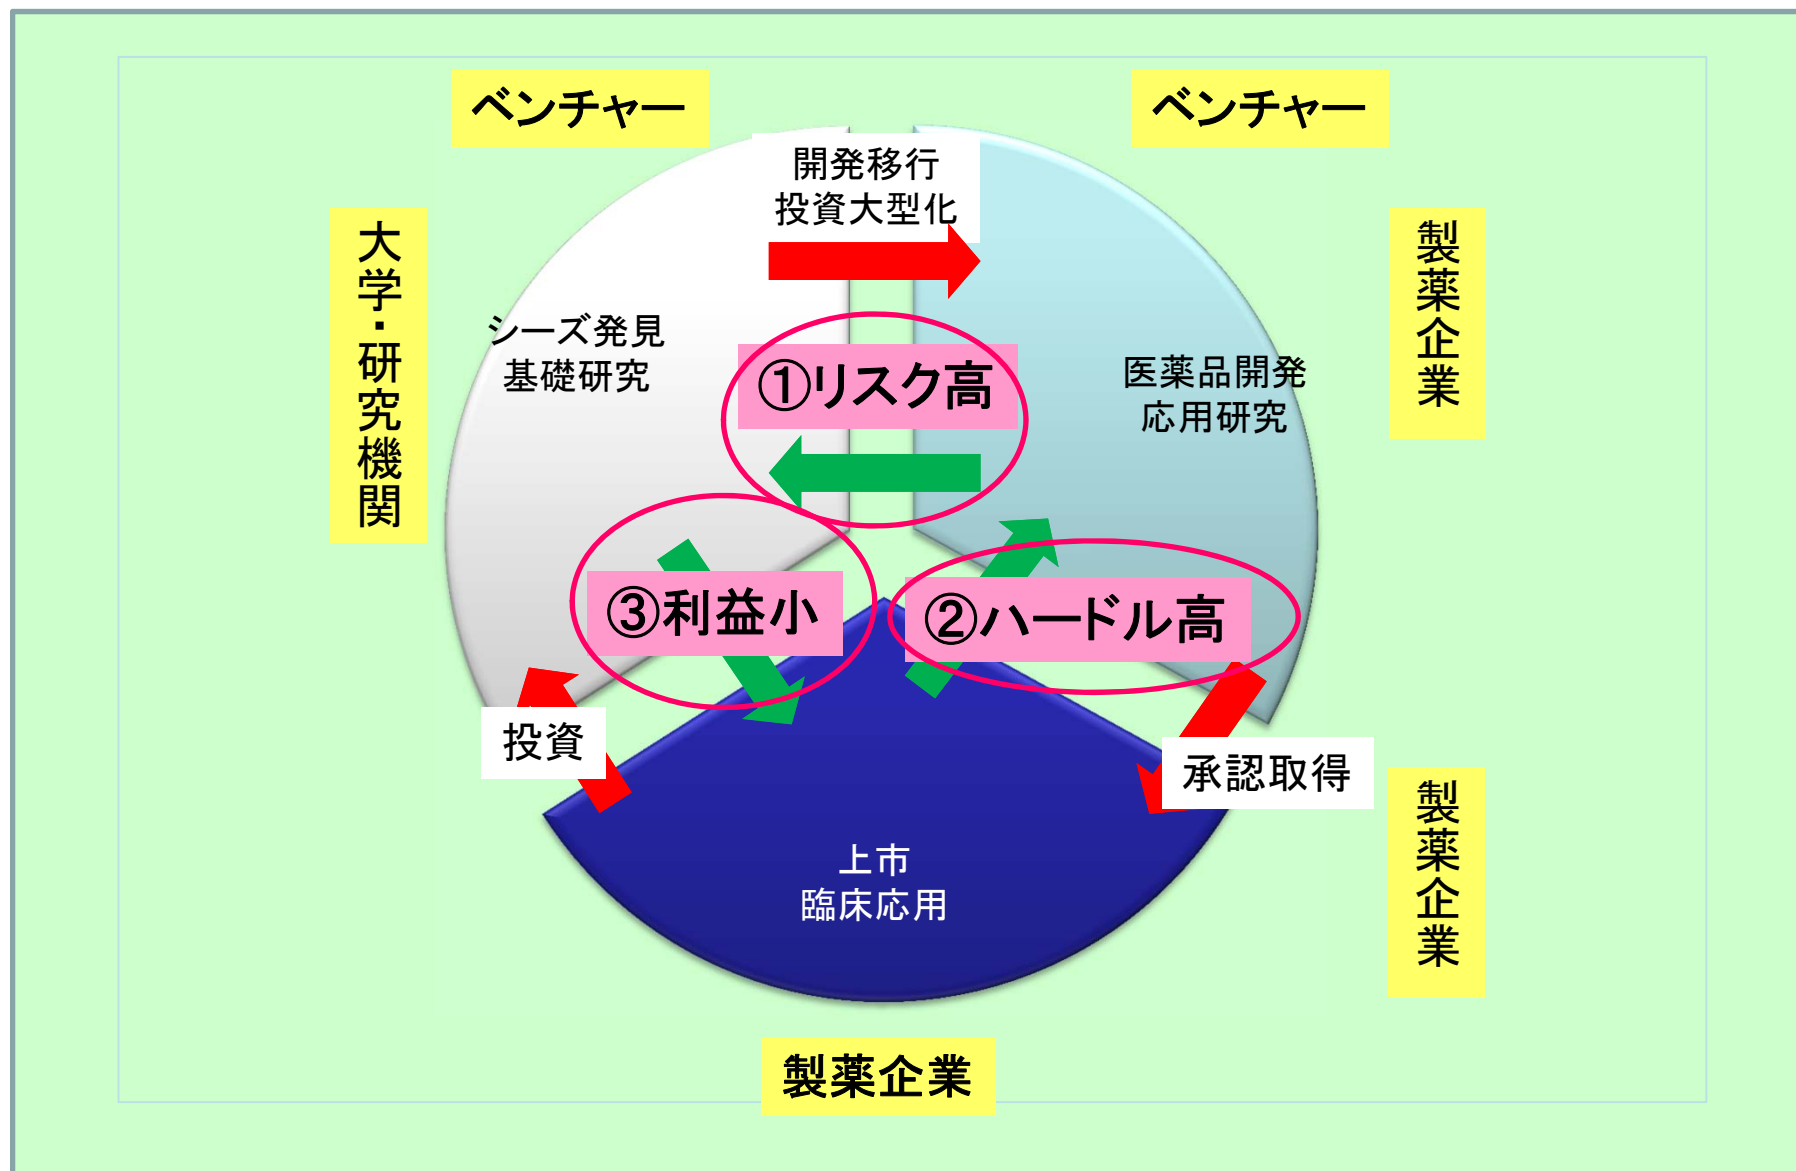 ベンチャー
ベンチャー
開発移行
投資大型化
大学・研究機関
製薬企業
シーズ発見
基礎研究
①リスク高
医薬品開発
応用研究
③利益小
②ハードル高
投資
承認取得
製薬企業
上市
臨床応用
製薬企業